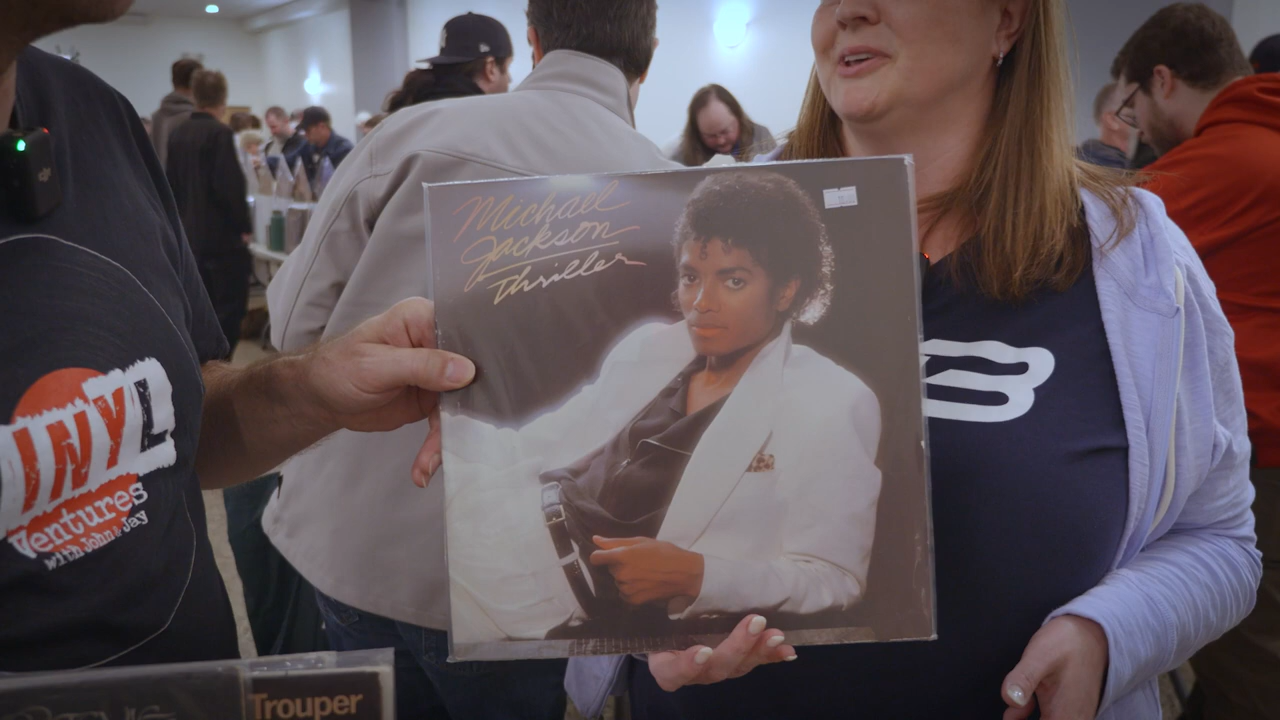 Michael
Jackson
Thriller
VINYL
Ventures
with John & Jay
B
Trouper